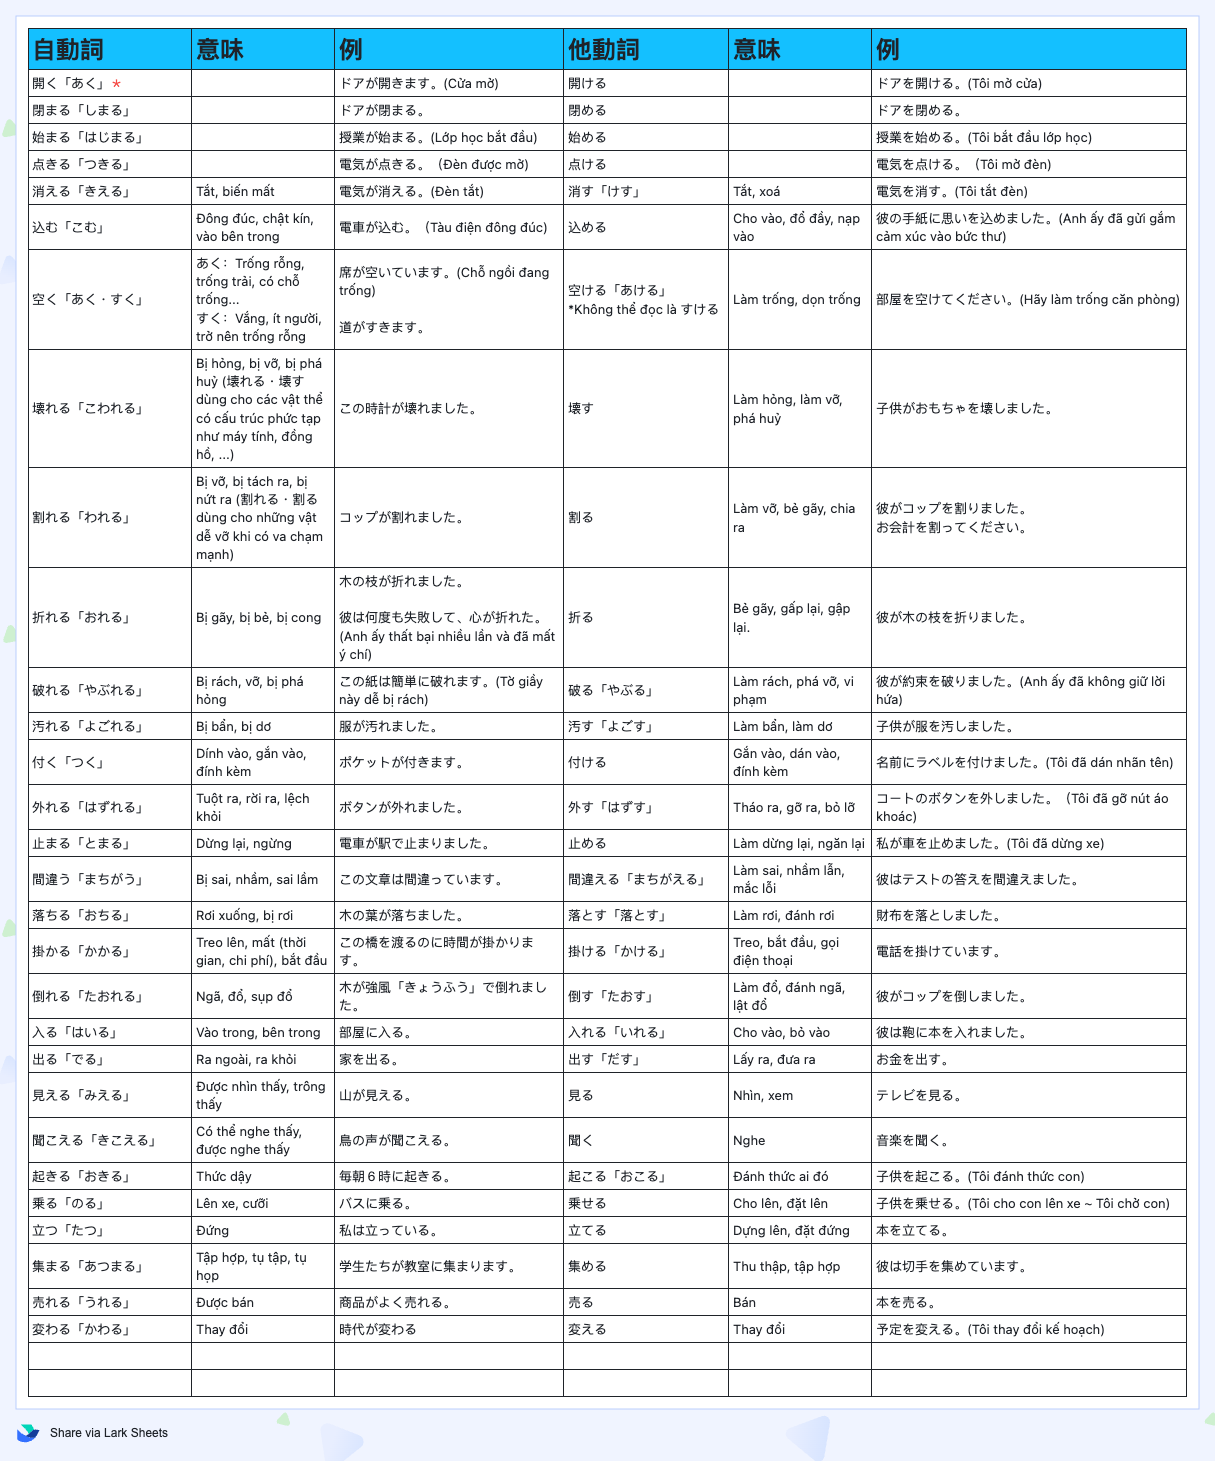 自動詞 意味 例 他動詞 意味 例
開く「あく」* ドアが開きます。(Cửa mở) 開ける ドアを開ける。(Tôi mở cửa)
閉まる「しまる」 ドアが閉まる。 閉める ドアを閉める。
始まる「はじまる」 授業が始まる。(Lớp học bắt đầu) 始める 授業を始める。(Tôi bắt đầu lớp học)
点きる「つきる」 電気が点きる。（Đèn được mở) 点ける 電気を点ける。（Tôi mở đèn)
消える「きえる」 Tắt, biến mất 電気が消える。(Đèn tắt) 消す「けす」 Tắt, xoá 電気を消す。(Tôi tắt đèn)
込む「こむ」 Đông đúc, chật kín,
vào bên trong 電車が込む。（Tàu điện đông đúc) 込める Cho vào, đổ đầy, nạp
vào 彼の手紙に思いを込めました。(Anh ấy đã gửi gắm
cảm xúc vào bức thư)
空く「あく・すく」 あく：Trống rỗng,
trống trải, có chỗ
trống...
すく：Vắng, ít người,
trở nên trống rỗng 席が空いています。(Chỗ ngồi đang
trống)
道がすきます。 空ける「あける」
*Không thể đọc là すける Làm trống, dọn trống 部屋を空けてください。(Hãy làm trống căn phòng)
壊れる「こわれる」 Bị hỏng, bị vỡ, bị phá
huỷ (壊れる・壊す
dùng cho các vật thể
có cấu trúc phức tạp
như máy tính, đồng
hồ, ...) この時計が壊れました。 壊す Làm hỏng, làm vỡ,
phá huỷ 子供がおもちゃを壊しました。
割れる「われる」 Bị vỡ, bị tách ra, bị
nứt ra (割れる・割る
dùng cho những vật
dễ vỡ khi có va chạm
mạnh) コップが割れました。 割る Làm vỡ, bẻ gãy, chia
ra 彼がコップを割りました。
お会計を割ってください。
折れる「おれる」 Bị gãy, bị bẻ, bị cong 木の枝が折れました。
彼は何度も失敗して、心が折れた。
(Anh ấy thất bại nhiều lần và đã mất
ý chí) 折る Bẻ gãy, gấp lại, gập
lại. 彼が木の枝を折りました。
破れる「やぶれる」 Bị rách, vỡ, bị phá
hỏng この紙は簡単に破れます。(Tờ giấy
này dễ bị rách) 破る「やぶる」 Làm rách, phá vỡ, vi
phạm 彼が約束を破りました。(Anh ấy đã không giữ lời
hứa)
汚れる「よごれる」 Bị bẩn, bị dơ 服が汚れました。 汚す「よごす」 Làm bẩn, làm dơ 子供が服を汚しました。
付く「つく」 Dính vào, gắn vào,
đính kèm ポケットが付きます。 付ける Gắn vào, dán vào,
đính kèm 名前にラベルを付けました。(Tôi đã dán nhãn tên)
外れる「はずれる」 Tuột ra, rời ra, lệch
khỏi ボタンが外れました。 外す「はずす」 Tháo ra, gỡ ra, bỏ lỡ コートのボタンを外しました。（Tôi đã gỡ nút áo
khoác)
止まる「とまる」 Dừng lại, ngừng 電車が駅で止まりました。 止める Làm dừng lại, ngăn lại 私が車を止めました。(Tôi đã dừng xe)
間違う「まちがう」 Bị sai, nhầm, sai lầm この文章は間違っています。 間違える「まちがえる」 Làm sai, nhầm lẫn,
mắc lỗi 彼はテストの答えを間違えました。
落ちる「おちる」 Rơi xuống, bị rơi 木の葉が落ちました。 落とす「落とす」 Làm rơi, đánh rơi 財布を落としました。
掛かる「かかる」 Treo lên, mất (thời
gian, chi phí), bắt đầu この橋を渡るのに時間が掛かりま
す。 掛ける「かける」 Treo, bắt đầu, gọi
điện thoại 電話を掛けています。
倒れる「たおれる」 Ngã, đổ, sụp đổ 木が強風「きょうふう」で倒れまし
た。 倒す「たおす」 Làm đổ, đánh ngã,
lật đổ 彼がコップを倒しました。
入る「はいる」 Vào trong, bên trong 部屋に入る。 入れる「いれる」 Cho vào, bỏ vào 彼は鞄に本を入れました。
出る「でる」 Ra ngoài, ra khỏi 家を出る。 出す「だす」 Lấy ra, đưa ra お金を出す。
見える「みえる」 Được nhìn thấy, trông
thấy 山が見える。 見る Nhìn, xem テレビを見る。
聞こえる「きこえる」 Có thể nghe thấy,
được nghe thấy 鳥の声が聞こえる。 聞く Nghe 音楽を聞く。
起きる「おきる」 Thức dậy 毎朝６時に起きる。 起こる「おこる」 Đánh thức ai đó 子供を起こる。(Tôi đánh thức con)
乗る「のる」 Lên xe, cưỡi バスに乗る。 乗せる Cho lên, đặt lên 子供を乗せる。(Tôi cho con lên xe ~ Tôi chở con)
立つ「たつ」 Đứng 私は立っている。 立てる Dựng lên, đặt đứng 本を立てる。
集まる「あつまる」 Tập hợp, tụ tập, tụ
họp 学生たちが教室に集まります。 集める Thu thập, tập hợp 彼は切手を集めています。
売れる「うれる」 Được bán 商品がよく売れる。 売る Bán 本を売る。
変わる「かわる」 Thay đổi 時代が変わる 変える Thay đổi 予定を変える。(Tôi thay đổi kế hoạch)
Share via Lark Sheets